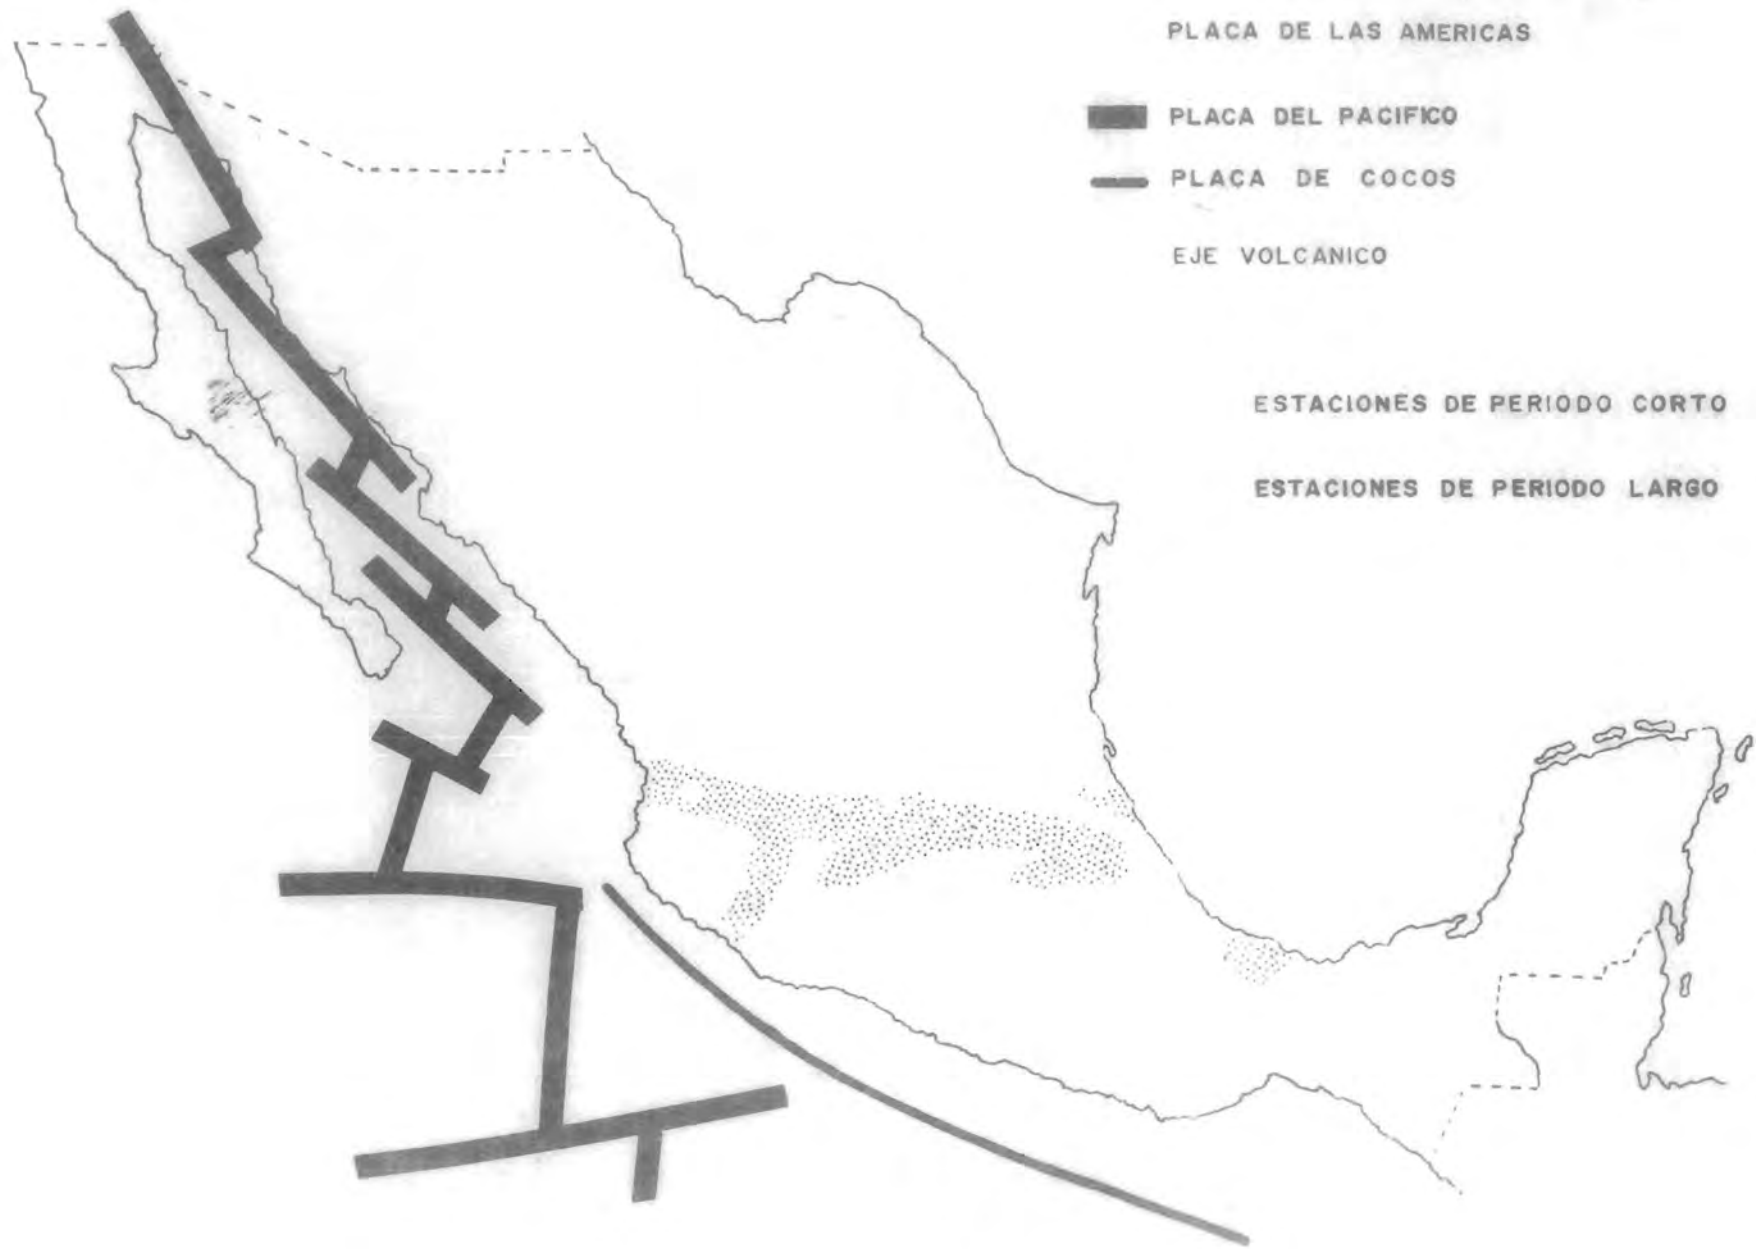 PLACA DE LAS AMERICAS
PLACA DEL PACIFICO
PLACA DE COCOS
EJE VOLCANICO
ESTACIONES DE PERIODO CORTO
ESTACIONES DE PERIODO LARGO